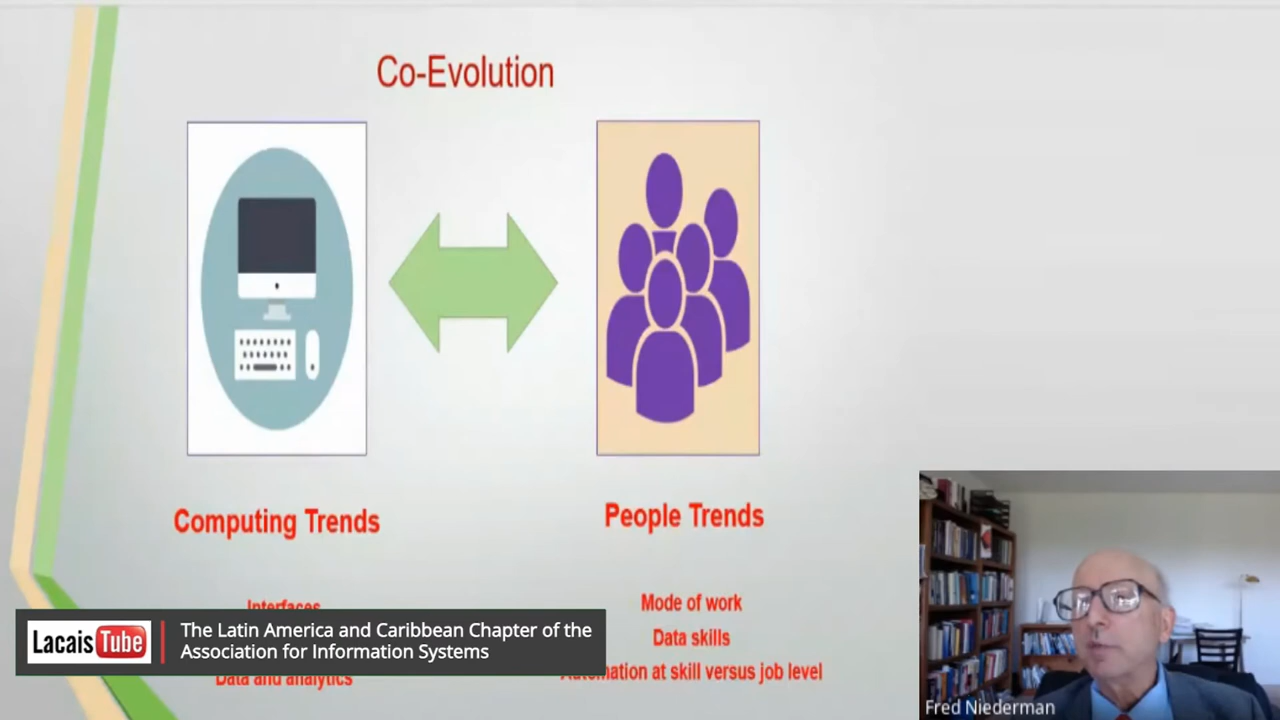 Co-Evolution
Computing Trends
People Trends
Interfaces
Mode of work
Data skills
Automation at skill versus job level
Data and analytics
LacaisTube
The Latin America and Caribbean Chapter of the
Association for Information Systems
Fred Niederman